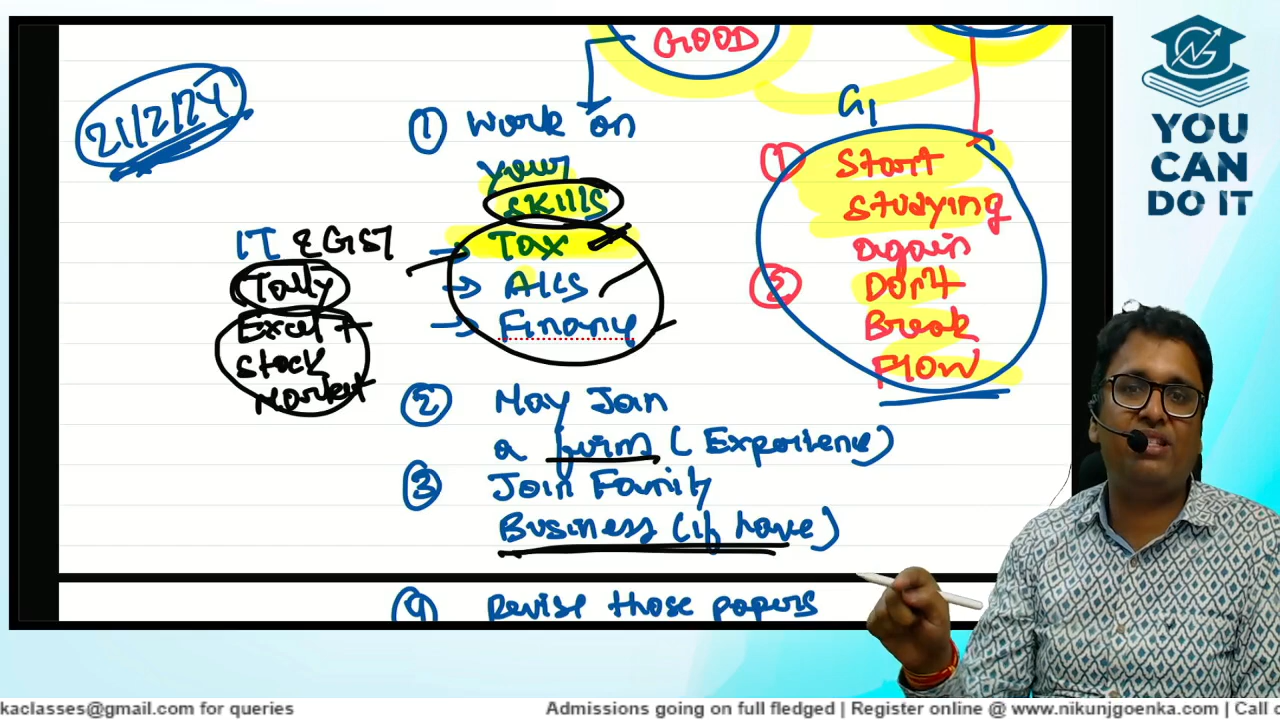 GOOD
21/2/24
① Work on
your
skills
→ Tax
→ A/cs
→ Finany
IT & GST
Tally
Excel +
Stock
Market
G1
① Start
studying
again
② Don't
Break
Flow
② May Join
a firm (Experience)
③ Join Family
Business (if have)
④ Revise those papers
NG
YOU
CAN
DO IT
kaclasses@gmail.com for queries
Admissions going on full fledged | Register online @ www.nikunjgoenka.com | Call